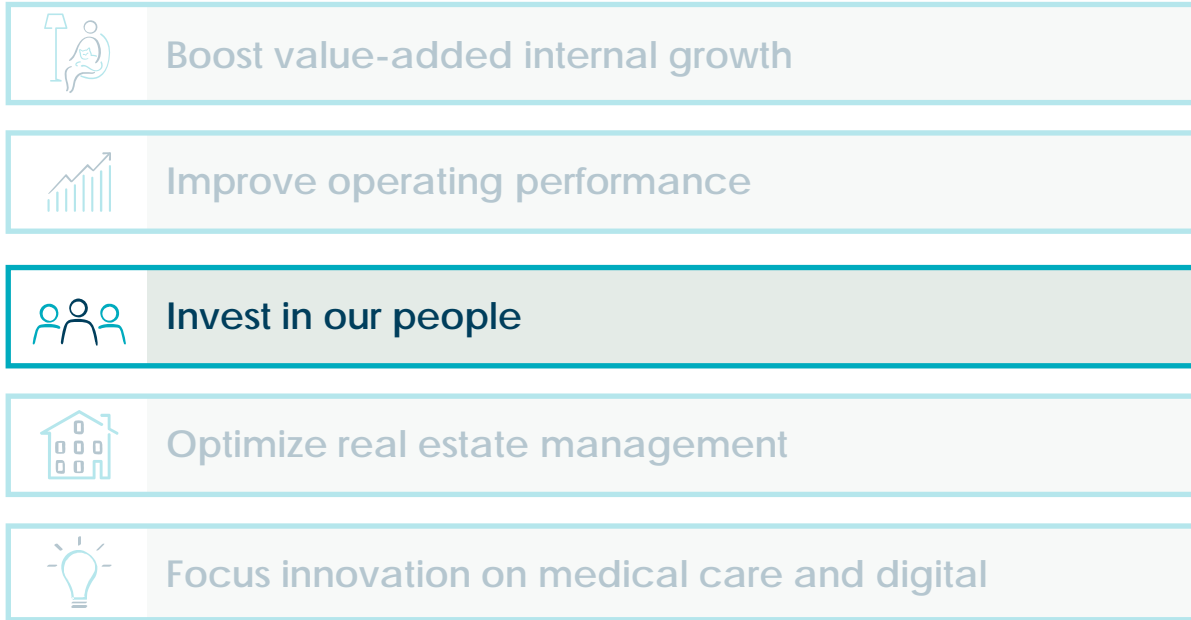 Boost value-added internal growth
Improve operating performance
Invest in our people
Optimize real estate management
Focus innovation on medical care and digital